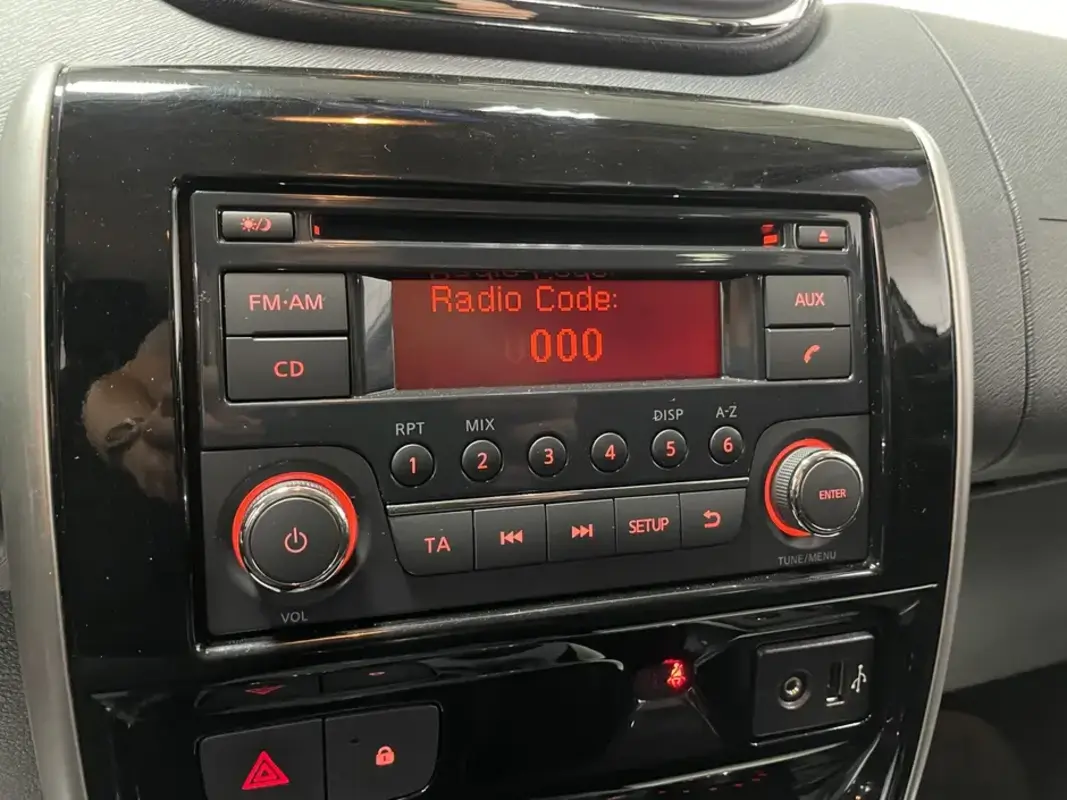 FM·AM
CD
Radio Code:
000
AUX
RPT
MIX
DISP
A-Z
1
2
3
4
5
6
TA
SETUP
ENTER
VOL
TUNE/MENU